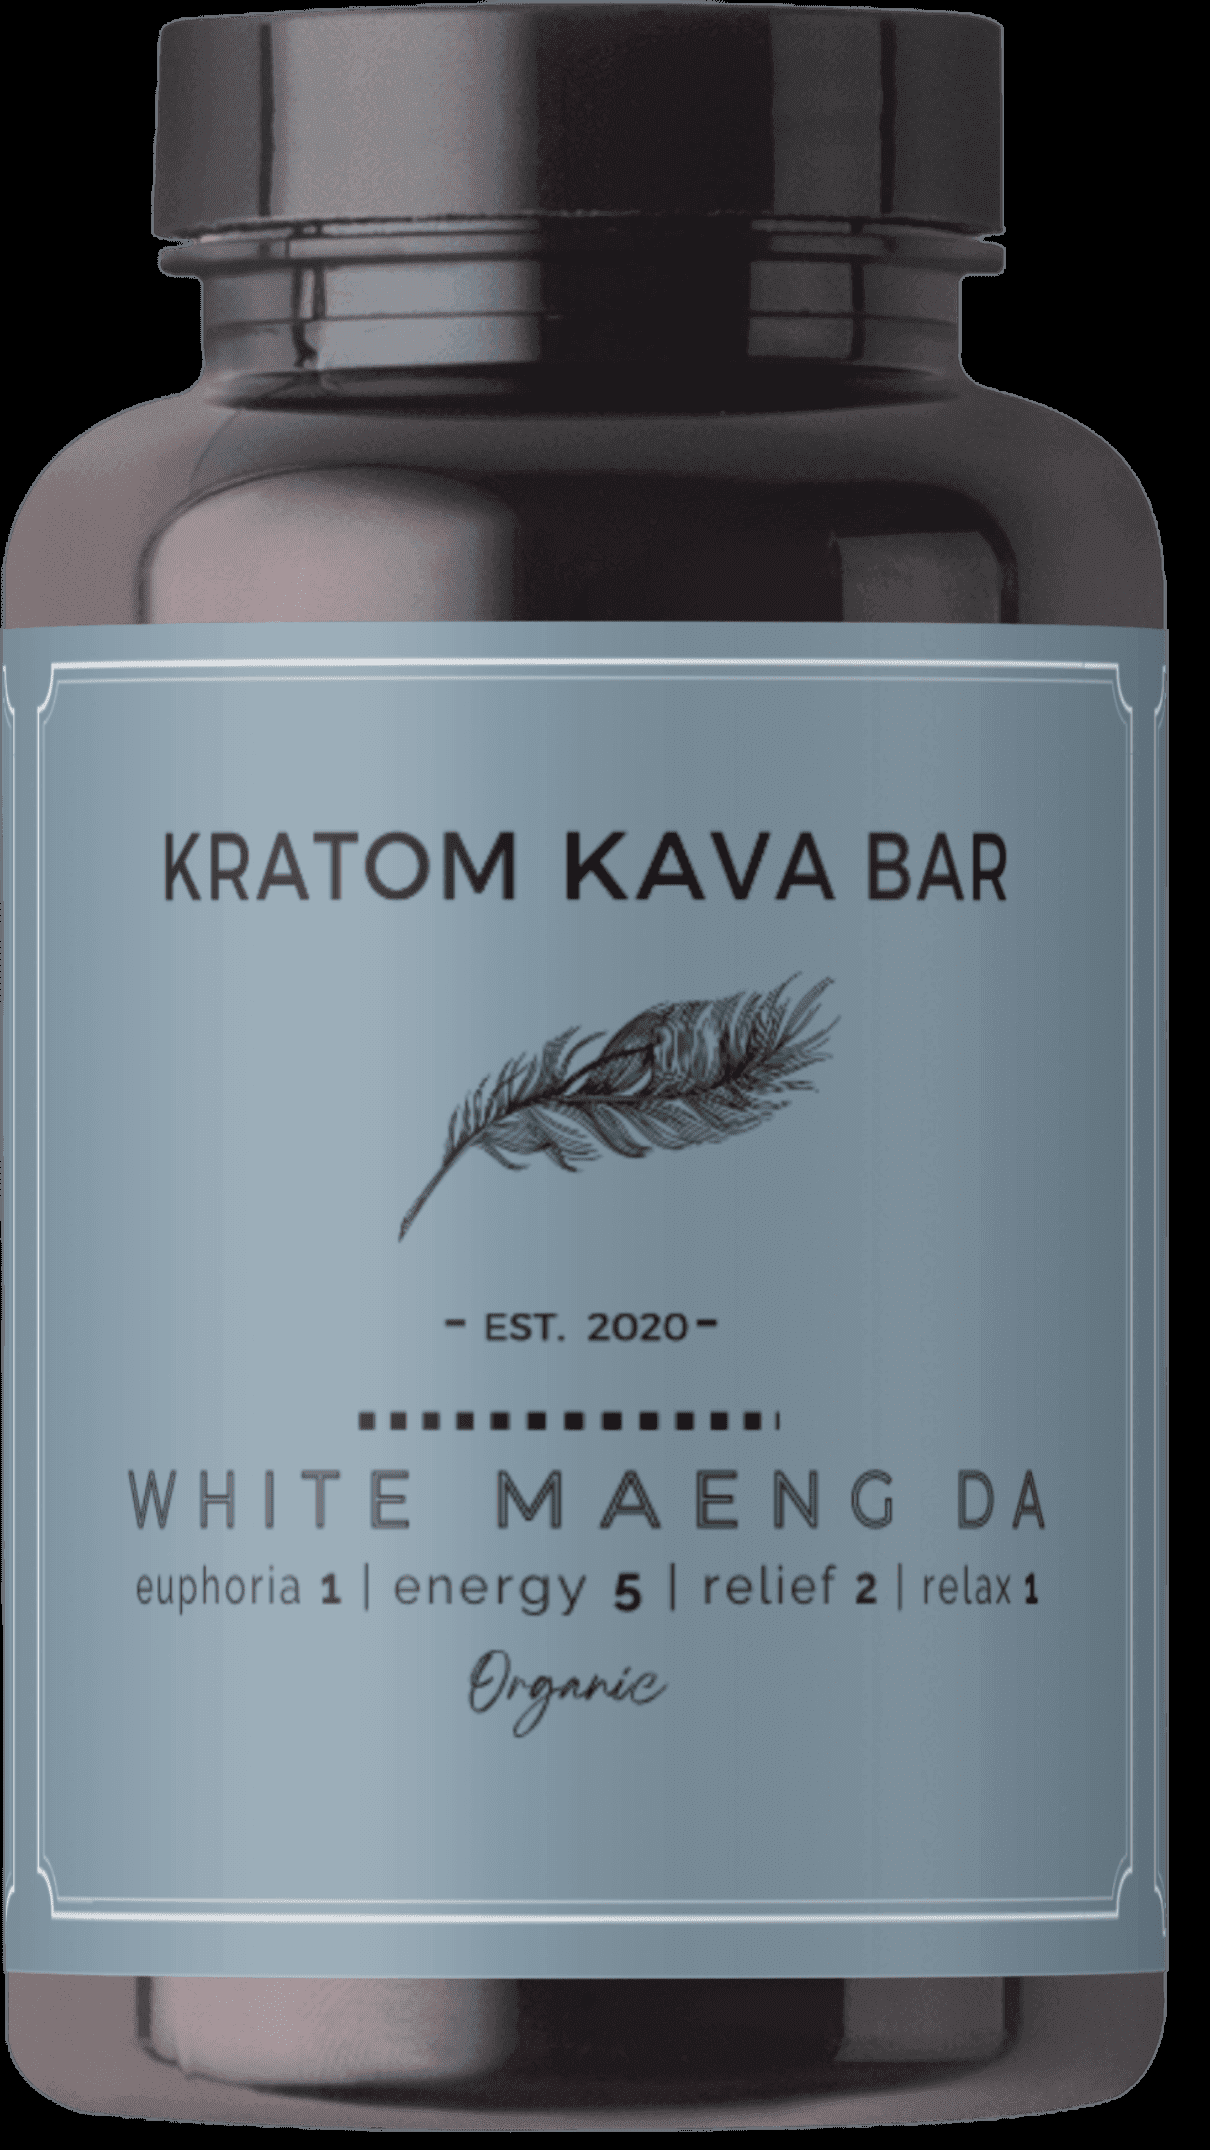 KRATOM KAVA BAR
- EST. 2020 -
WHITE MAENG DA
euphoria 1 | energy 5 | relief 2 | relax 1
Organic